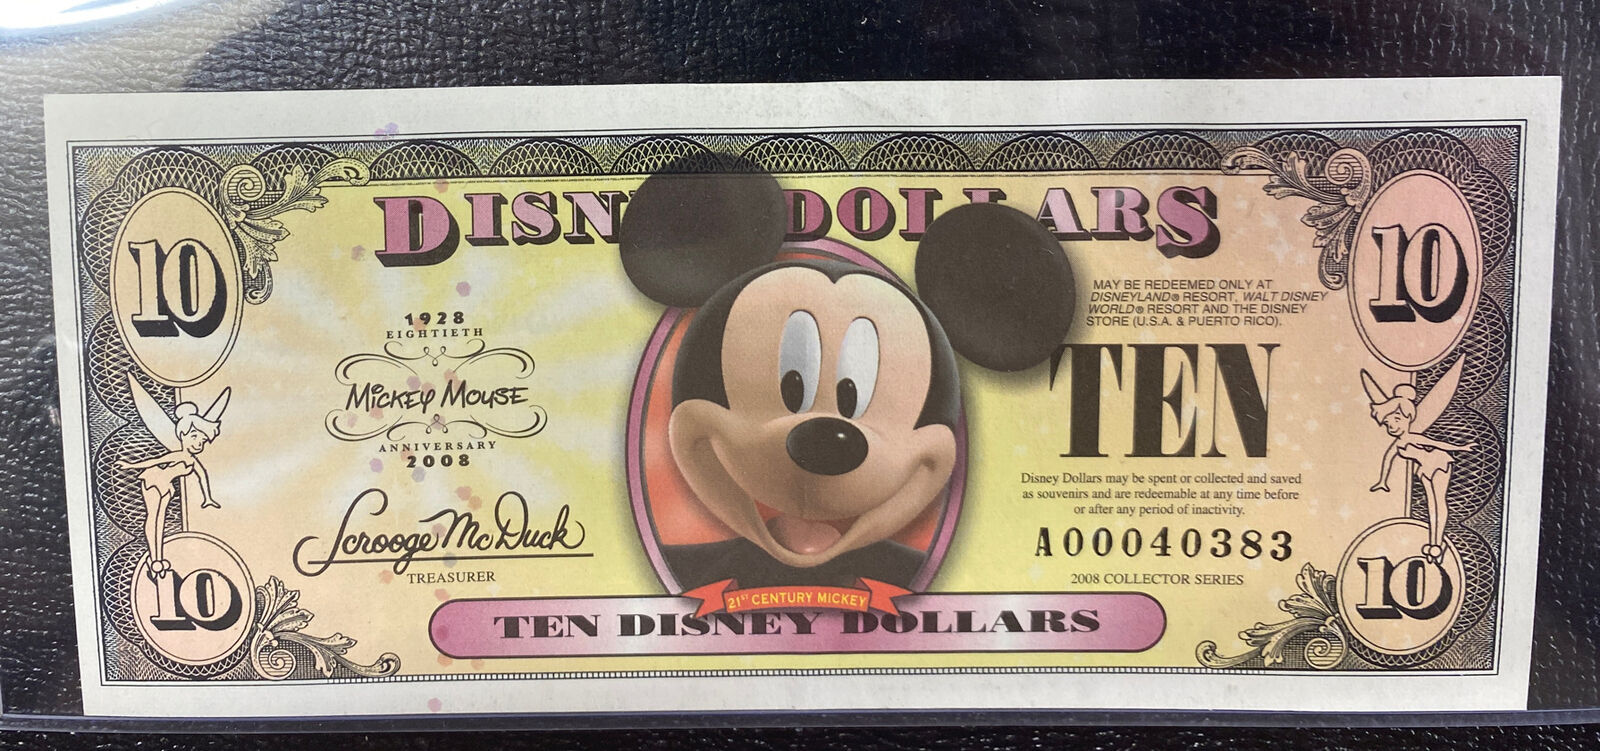 DISNEY DOLLARS
10
10
1928
EIGHTIETH
MICKEY MOUSE
ANNIVERSARY
2008
Scrooge McDuck
TREASURER
MAY BE REDEEMED ONLY AT
DISNEYLAND® RESORT, WALT DISNEY
WORLD® RESORT AND THE DISNEY
STORE (U.S.A. & PUERTO RICO).
TEN
Disney Dollars may be spent or collected and saved
as souvenirs and are redeemable at any time before
or after any period of inactivity.
A00040383
2008 COLLECTOR SERIES
10
10
21ST CENTURY MICKEY
TEN DISNEY DOLLARS